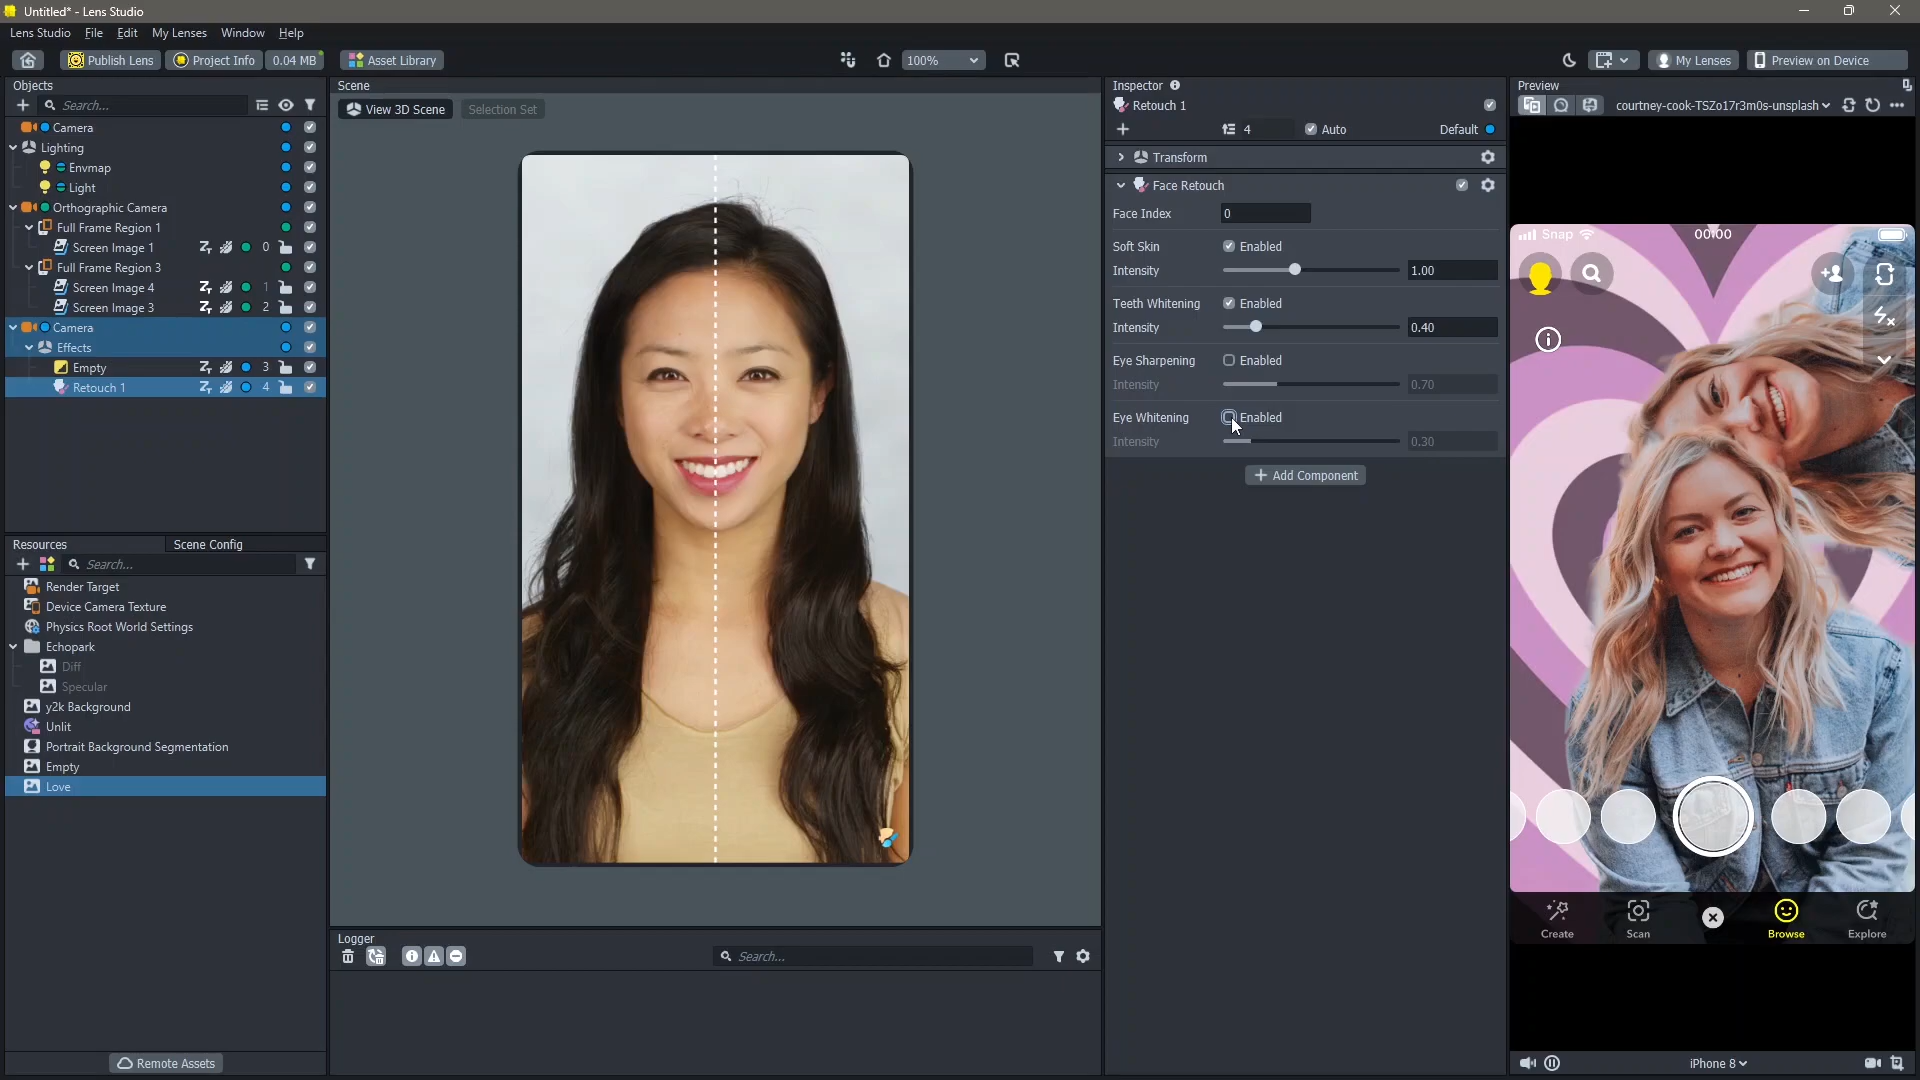 Untitled* - Lens Studio
Lens Studio File Edit My Lenses Window Help
Publish Lens Project Info 0.04 MB Asset Library 100% My Lenses Preview on Device
Objects
Search...
Camera
Lighting
Envmap
Light
Orthographic Camera
Full Frame Region 1
Screen Image 1 0
Full Frame Region 3
Screen Image 4 1
Screen Image 3 2
Camera
Effects
Empty 3
Retouch 1 4
Resources Scene Config
Search...
Render Target
Device Camera Texture
Physics Root World Settings
Echopark
Diff
Specular
y2k Background
Unlit
Portrait Background Segmentation
Empty
Love
Remote Assets
Scene
View 3D Scene Selection Set
Logger
Search...
Inspector
Retouch 1
4 Auto Default
Transform
Face Retouch
Face Index 0
Soft Skin Enabled
Intensity 1.00
Teeth Whitening Enabled
Intensity 0.40
Eye Sharpening Enabled
Intensity 0.70
Eye Whitening Enabled
Intensity 0.30
+ Add Component
Preview
courtney-cook-TSZo17r3m0s-unsplash
Snap 00:00
Create Scan Browse Explore
iPhone 8